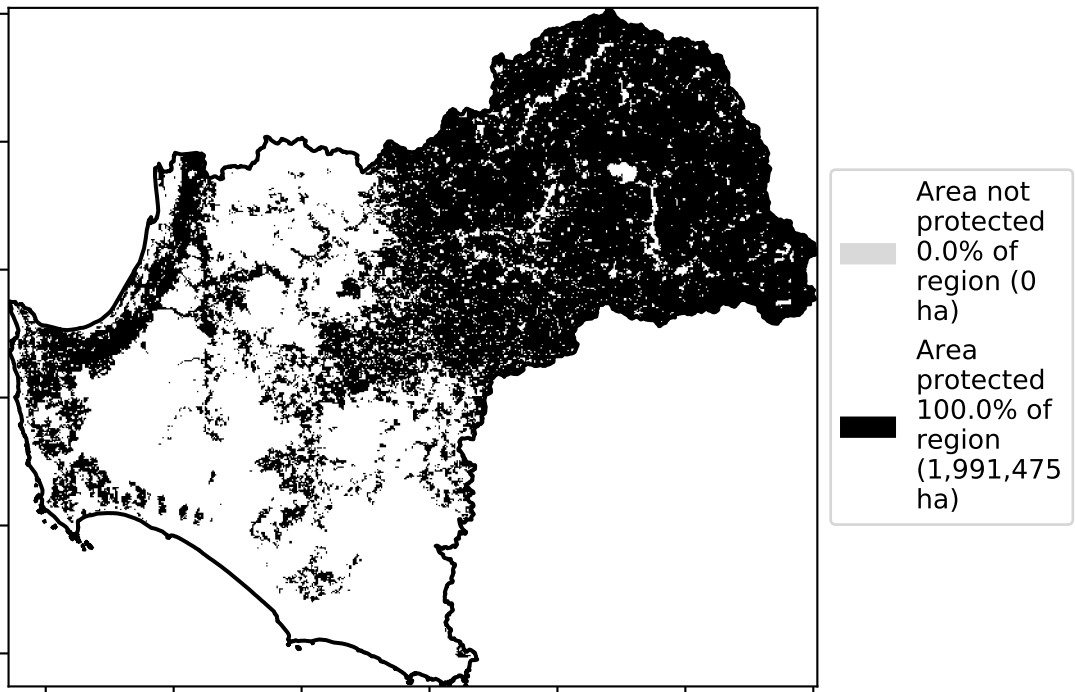 Area not
protected
0.0% of
region (0
ha)
Area
protected
100.0% of
region
(1,991,475
ha)